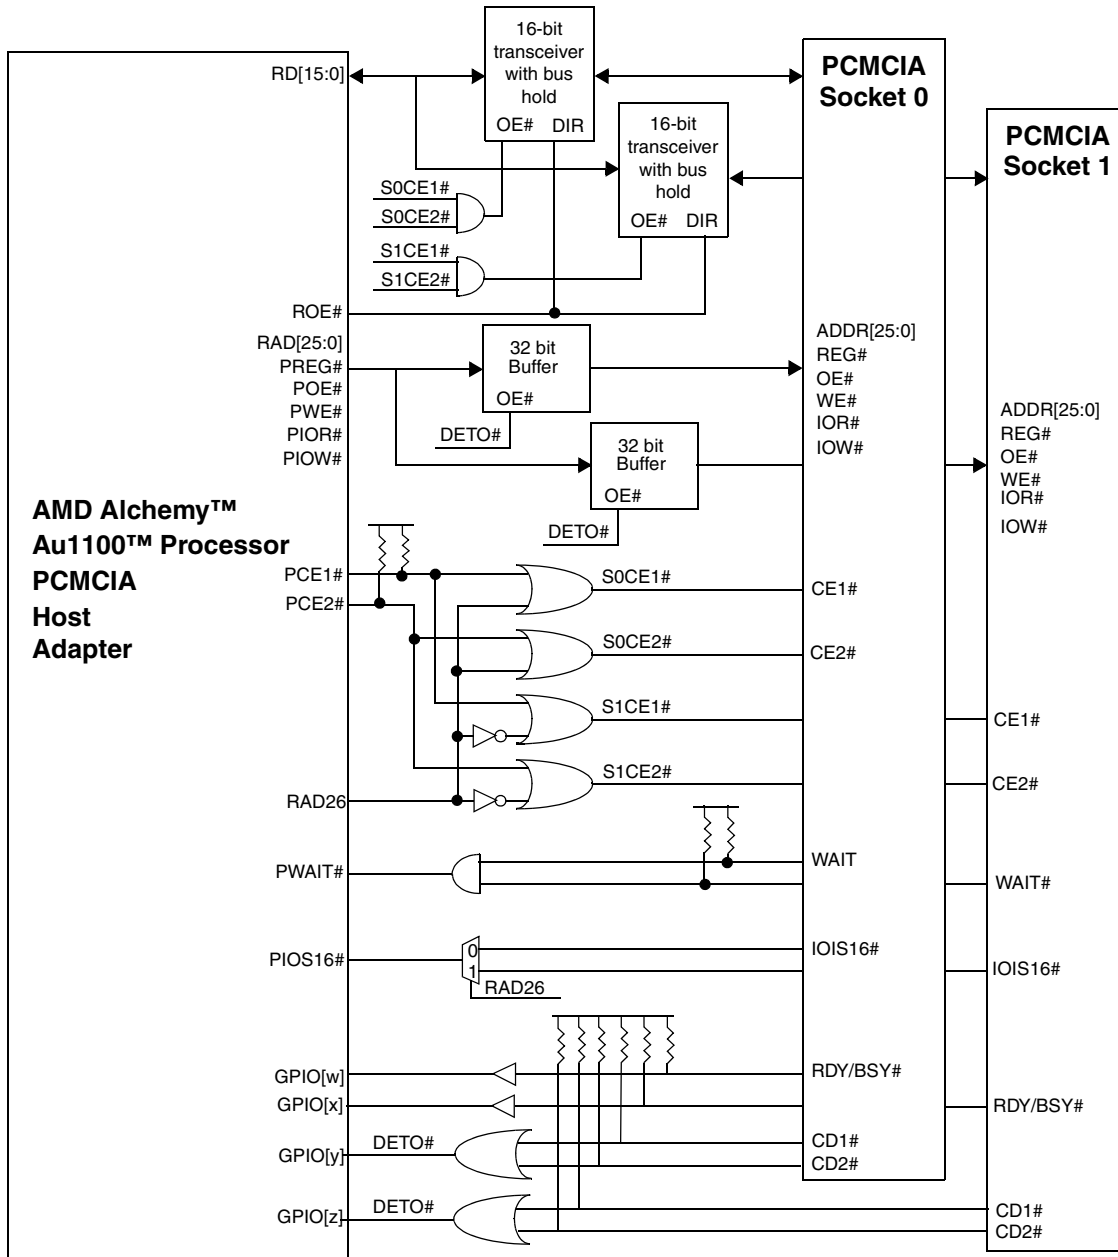 16-bit
transceiver
with bus
hold
OE# DIR
RD[15:0]
PCMCIA
Socket 0
16-bit
transceiver
with bus
hold
OE# DIR
PCMCIA
Socket 1
S0CE1#
S0CE2#
S1CE1#
S1CE2#
ROE#
RAD[25:0]
PREG#
POE#
PWE#
PIOR#
PIOW#
32 bit
Buffer
OE#
DETO#
32 bit
Buffer
OE#
DETO#
ADDR[25:0]
REG#
OE#
WE#
IOR#
IOW#
ADDR[25:0]
REG#
OE#
WE#
IOR#
IOW#
AMD Alchemy™
Au1100™ Processor
PCMCIA
Host
Adapter
PCE1#
PCE2#
S0CE1#
CE1#
S0CE2#
CE2#
S1CE1#
CE1#
S1CE2#
CE2#
RAD26
PWAIT#
WAIT
WAIT#
PIOS16#
0
1
RAD26
IOIS16#
IOIS16#
GPIO[w]
RDY/BSY#
GPIO[x]
RDY/BSY#
GPIO[y]
DETO#
CD1#
CD2#
GPIO[z]
DETO#
CD1#
CD2#